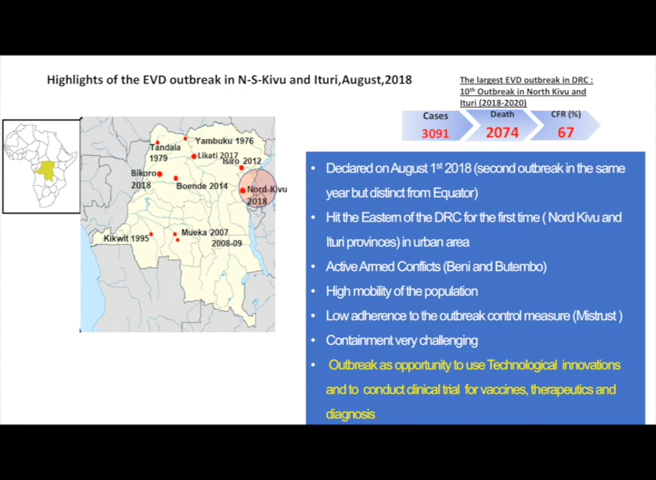 Highlights of the EVD outbreak in N-S-Kivu and Ituri,August,2018
The largest EVD outbreak in DRC :
10th Outbreak in North Kivu and
Ituri (2018-2020)
Cases
3091
Death
2074
CFR (%)
67
Yambuku 1976
Tandala
1979
Likati 2017
Isiro 2012
Bikoro
2018
Boende 2014
Nord-Kivu
2018
Kikwit 1995
Mueka 2007
2008-09
• Declared on August 1st 2018 (second outbreak in the same
year but distinct from Equator)
• Hit the Eastern of the DRC for the first time ( Nord Kivu and
Ituri provinces) in urban area
• Active Armed Conflicts (Beni and Butembo)
• High mobility of the population
• Low adherence to the outbreak control measure (Mistrust )
• Containment very challenging
• Outbreak as opportunity to use Technological innovations
and to conduct clinical trial for vaccines, therapeutics and
diagnosis